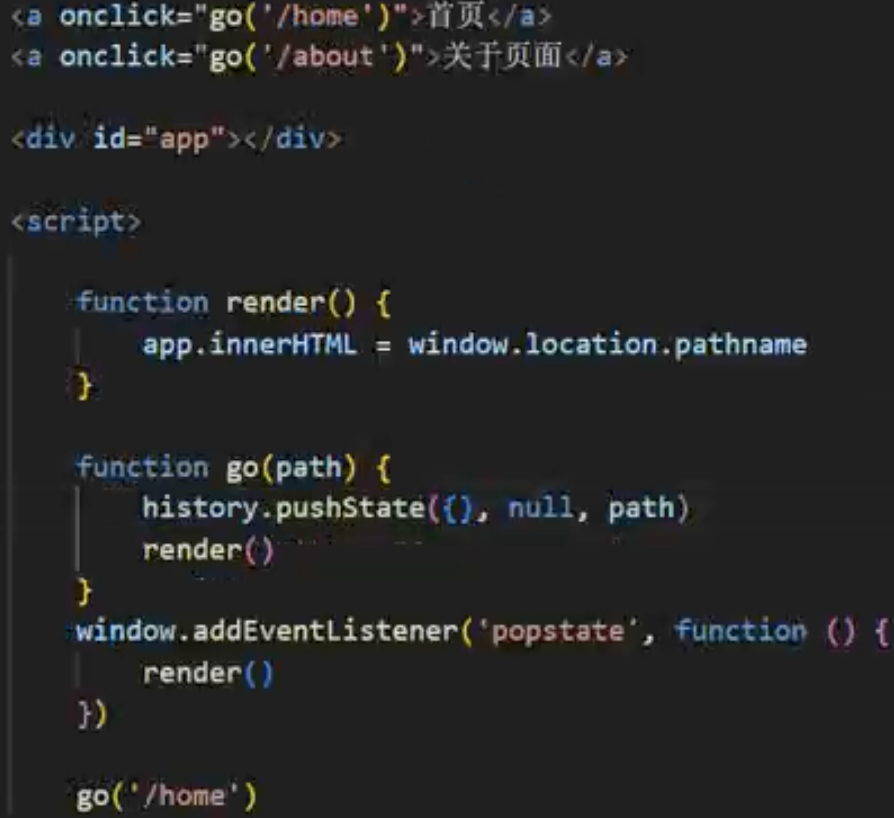 <a onclick="go('/home')">首页</a>
<a onclick="go('/about')">关于页面</a>
<div id="app"></div>
<script>
function render() {
app.innerHTML = window.location.pathname
}
function go(path) {
history.pushState({}, null, path)
render()
}
window.addEventListener('popstate', function () {
render()
})
go('/home')